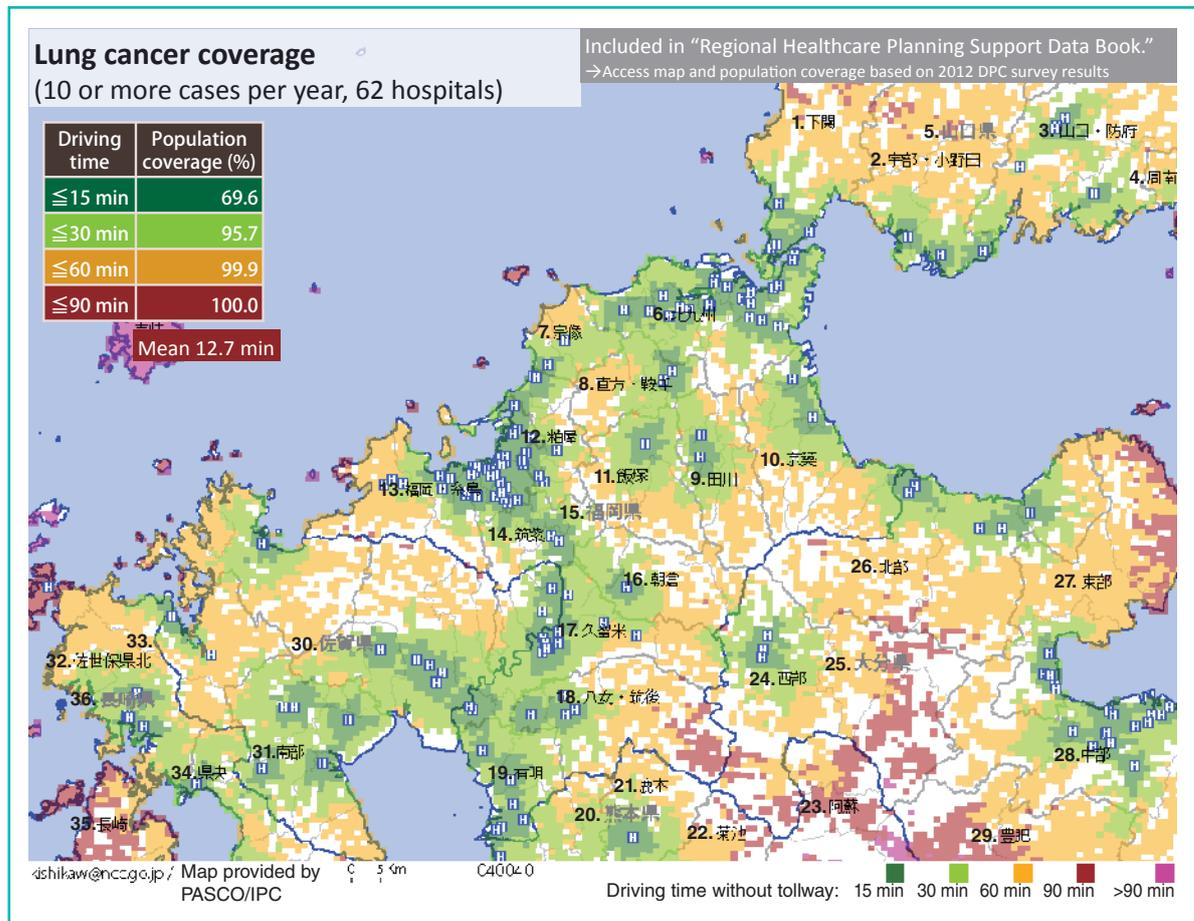 Lung cancer coverage
(10 or more cases per year, 62 hospitals)
Included in “Regional Healthcare Planning Support Data Book.”
→Access map and population coverage based on 2012 DPC survey results
Driving time
Population coverage (%)
≦15 min 69.6
≦30 min 95.7
≦60 min 99.9
≦90 min 100.0
Mean 12.7 min
1.下関
5.山口県
3.山口・防府
2.宇部・小野田
4.周南
6.北九州
7.宗像
8.直方・鞍手
12.粕屋
10.京築
11.飯塚
9.田川
13.福岡 糸島
15.福岡県
14.筑紫
16.朝倉
26.北部
27.東部
17.久留米
33.
30.佐賀県
32.佐世保県北
25.大分県
24.西部
36.長崎県
18.八女・筑後
31.南部
28.中部
34.県央
19.有明
21.鹿本
20.熊本県
23.阿蘇
35.長崎
22.菊池
29.豊肥
Map provided by
PASCO/IPC
Driving time without tollway: 15 min 30 min 60 min 90 min >90 min